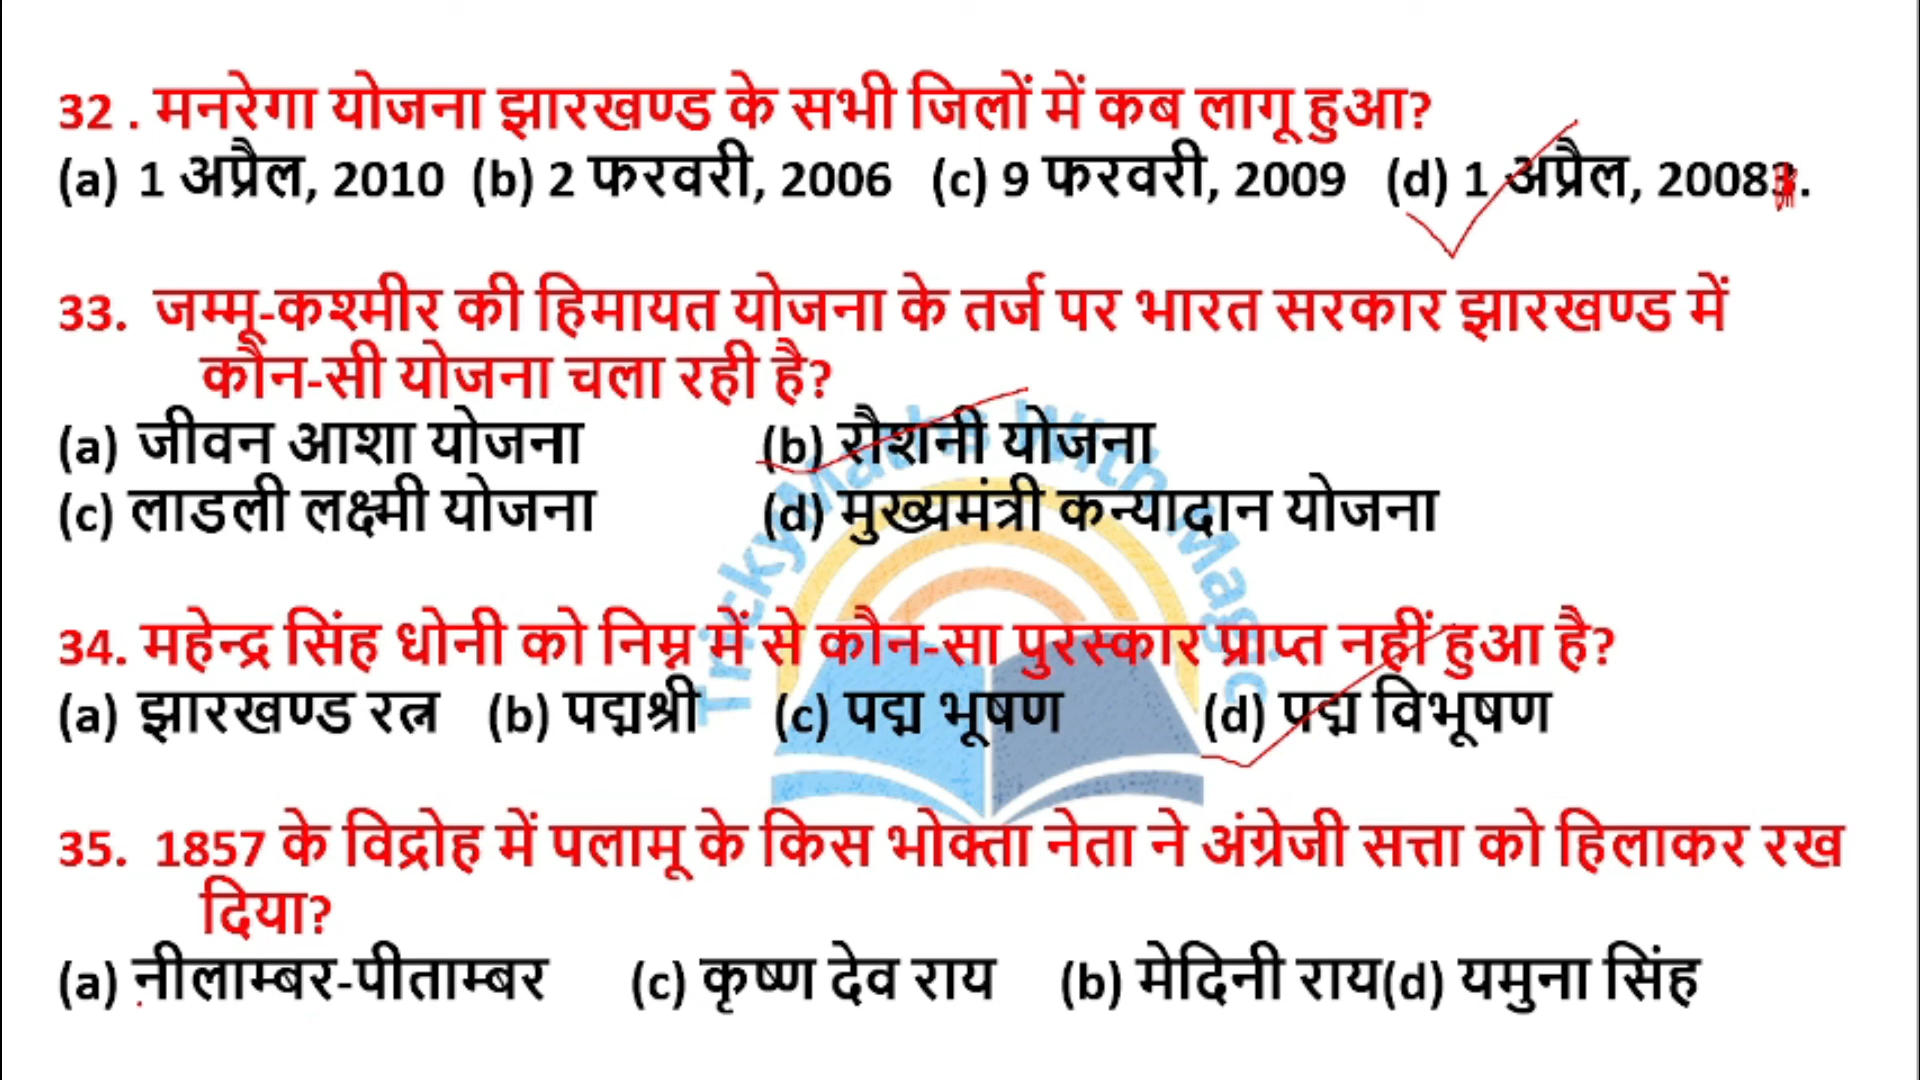 32 . मनरेगा योजना झारखण्ड के सभी जिलों में कब लागू हुआ?
(a) 1 अप्रैल, 2010 (b) 2 फरवरी, 2006 (c) 9 फरवरी, 2009 (d) 1 अप्रैल, 2008.
33. जम्मू-कश्मीर की हिमायत योजना के तर्ज पर भारत सरकार झारखण्ड में
कौन-सी योजना चला रही है?
(a) जीवन आशा योजना (b) रौशनी योजना
(c) लाडली लक्ष्मी योजना (d) मुख्यमंत्री कन्यादान योजना
TrickyMaths With Magic
34. महेन्द्र सिंह धोनी को निम्न में से कौन-सा पुरस्कार प्राप्त नहीं हुआ है?
(a) झारखण्ड रत्न (b) पद्मश्री (c) पद्म भूषण (d) पद्म विभूषण
35. 1857 के विद्रोह में पलामू के किस भोक्ता नेता ने अंग्रेजी सत्ता को हिलाकर रख
दिया?
(a) नीलाम्बर-पीताम्बर (c) कृष्ण देव राय (b) मेदिनी राय(d) यमुना सिंह